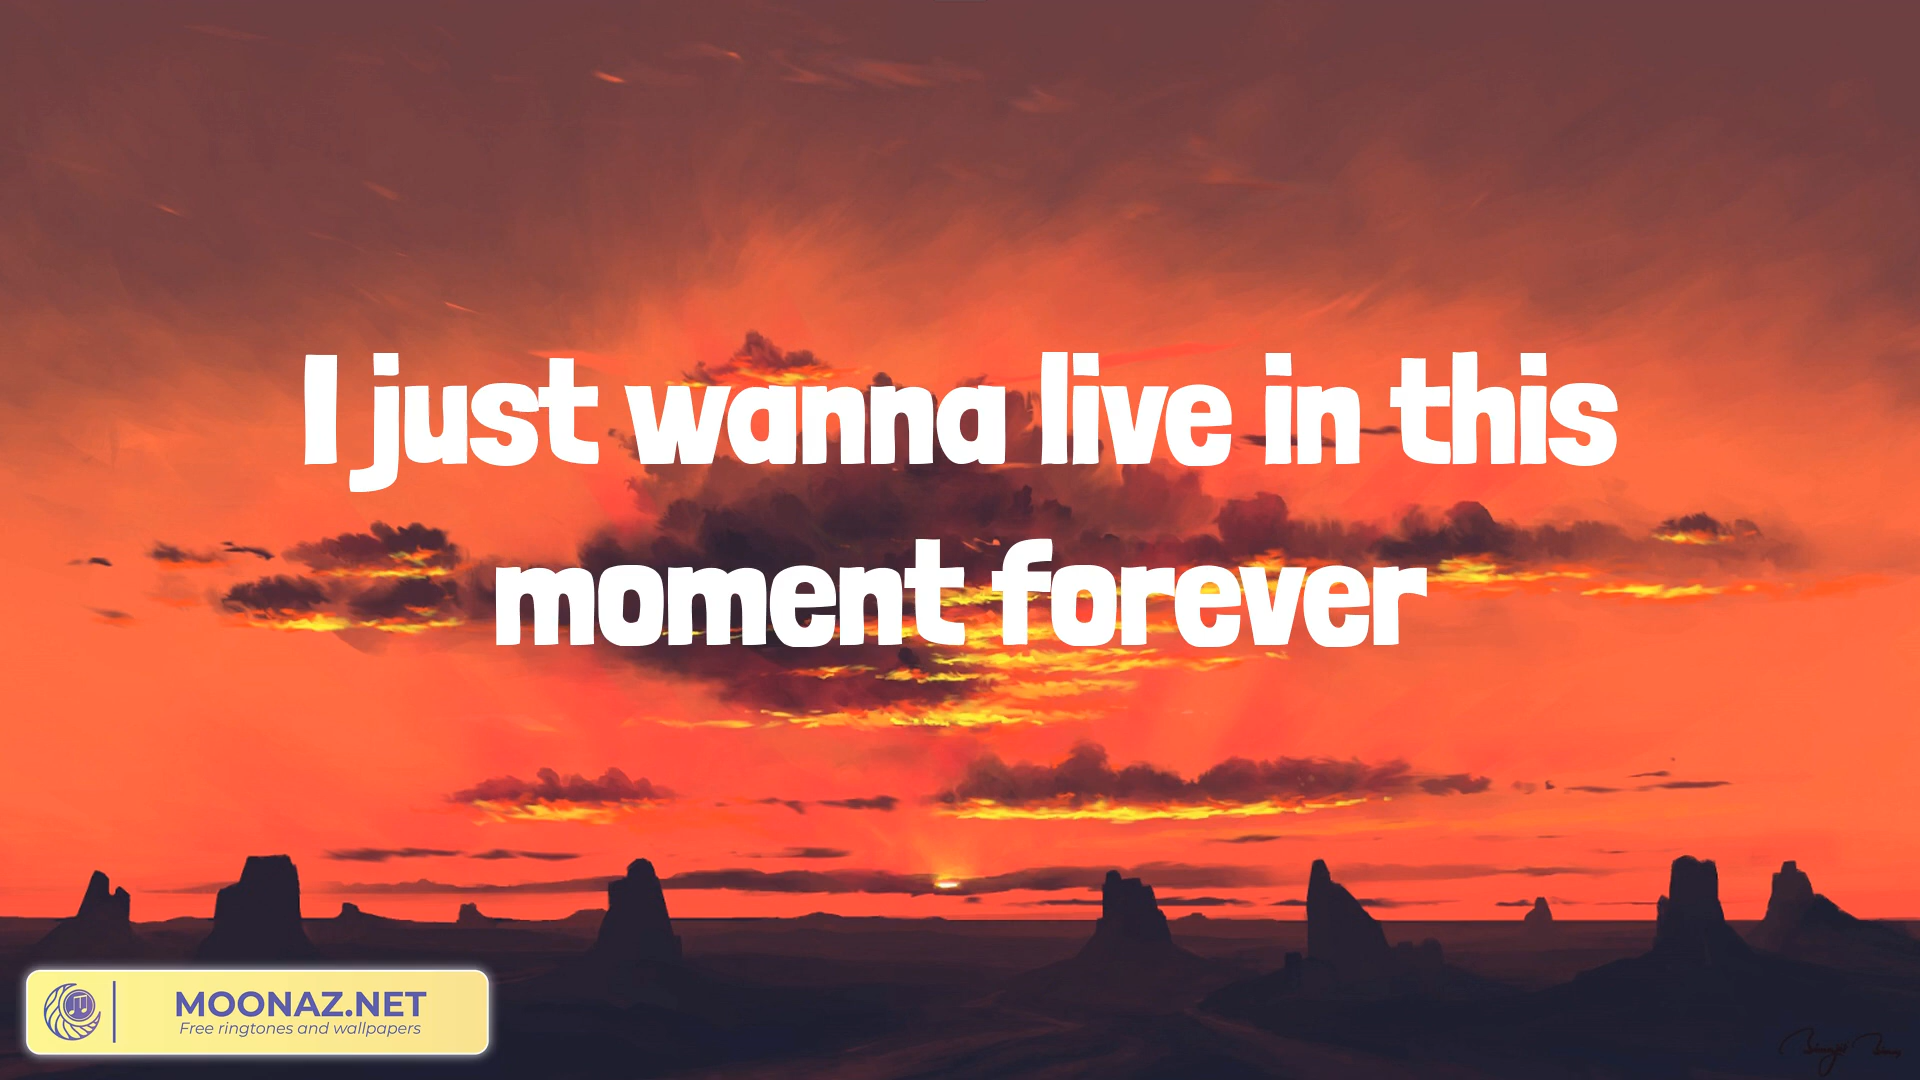 I just wanna live in this
moment forever
MOONAZ.NET
Free ringtones and wallpapers